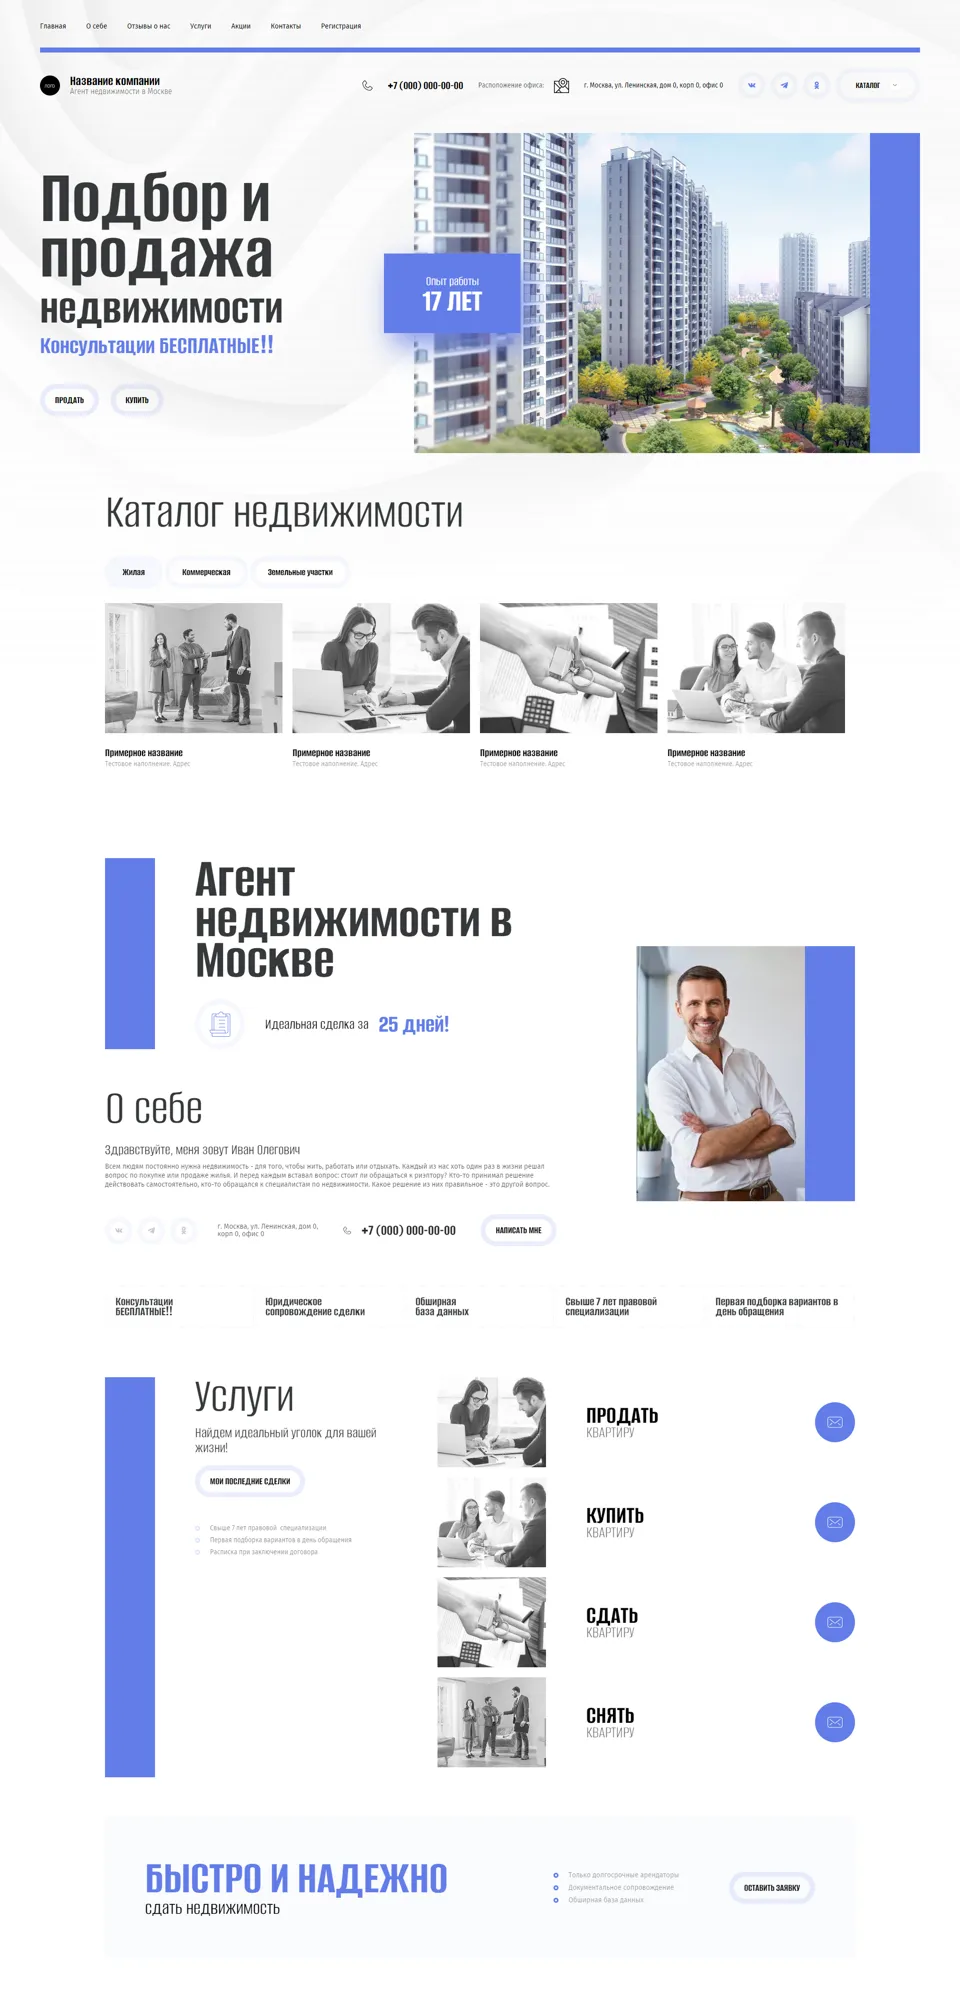 Главная О себе Отзывы о нас Услуги Акции Контакты Регистрация
ЛОГО
Название компании
Агент недвижимости в Москве
+7 (000) 000-00-00 Расположение офиса: г. Москва, ул. Ленинская, дом 0, корп 0, офис 0 КАТАЛОГ
Подбор и
продажа
недвижимости
Консультации БЕСПЛАТНЫЕ!!
ПРОДАТЬ КУПИТЬ
Опыт работы
17 ЛЕТ
Каталог недвижимости
Жилая Коммерческая Земельные участки
Примерное название Примерное название Примерное название Примерное название
Тестовое наполнение. Адрес Тестовое наполнение. Адрес Тестовое наполнение. Адрес Тестовое наполнение. Адрес
Агент
недвижимости в
Москве
Идеальная сделка за 25 дней!
О себе
Здравствуйте, меня зовут Иван Олегович
Всем людям постоянно нужна недвижимость - для того, чтобы жить, работать или отдыхать. Каждый из нас хоть один раз в жизни решал
вопрос по покупке или продаже жилья. И перед каждым вставал вопрос: стоит ли обращаться к риэлтору? Кто-то принимал решение
действовать самостоятельно, кто-то обращался к специалистам по недвижимости. Какое решение из них правильное - это другой вопрос.
г. Москва, ул. Ленинская, дом 0,
корп 0, офис 0
+7 (000) 000-00-00 НАПИСАТЬ МНЕ
Консультации
БЕСПЛАТНЫЕ!!
Юридическое
сопровождение сделки
Обширная
база данных
Свыше 7 лет правовой
специализации
Первая подборка вариантов в
день обращения
Услуги
Найдем идеальный уголок для вашей
жизни!
МОИ ПОСЛЕДНИЕ СДЕЛКИ
Свыше 7 лет правовой специализации
Первая подборка вариантов в день обращения
Расписка при заключении договора
ПРОДАТЬ
КВАРТИРУ
КУПИТЬ
КВАРТИРУ
СДАТЬ
КВАРТИРУ
СНЯТЬ
КВАРТИРУ
БЫСТРО И НАДЕЖНО
сдать недвижимость
Только долгосрочные арендаторы
Документальное сопровождение
Обширная база данных
ОСТАВИТЬ ЗАЯВКУ